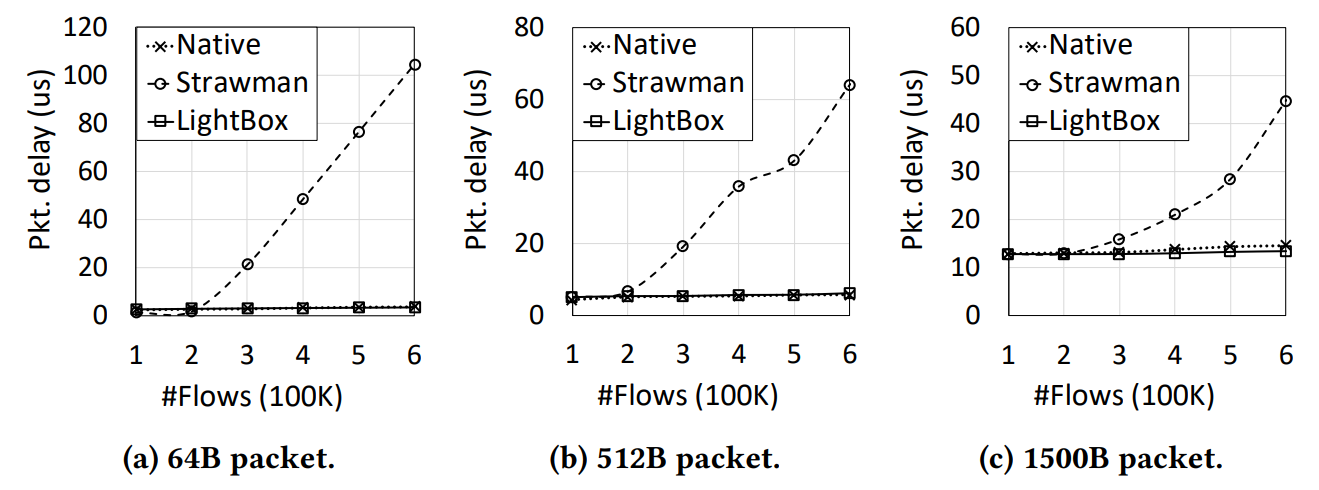 Pkt. delay (us)
120
100
80
60
40
20
0
Native
Strawman
LightBox
1 2 3 4 5 6
#Flows (100K)
(a) 64B packet.
Pkt. delay (us)
80
60
40
20
0
Native
Strawman
LightBox
1 2 3 4 5 6
#Flows (100K)
(b) 512B packet.
Pkt. delay (us)
60
50
40
30
20
10
0
Native
Strawman
LightBox
1 2 3 4 5 6
#Flows (100K)
(c) 1500B packet.